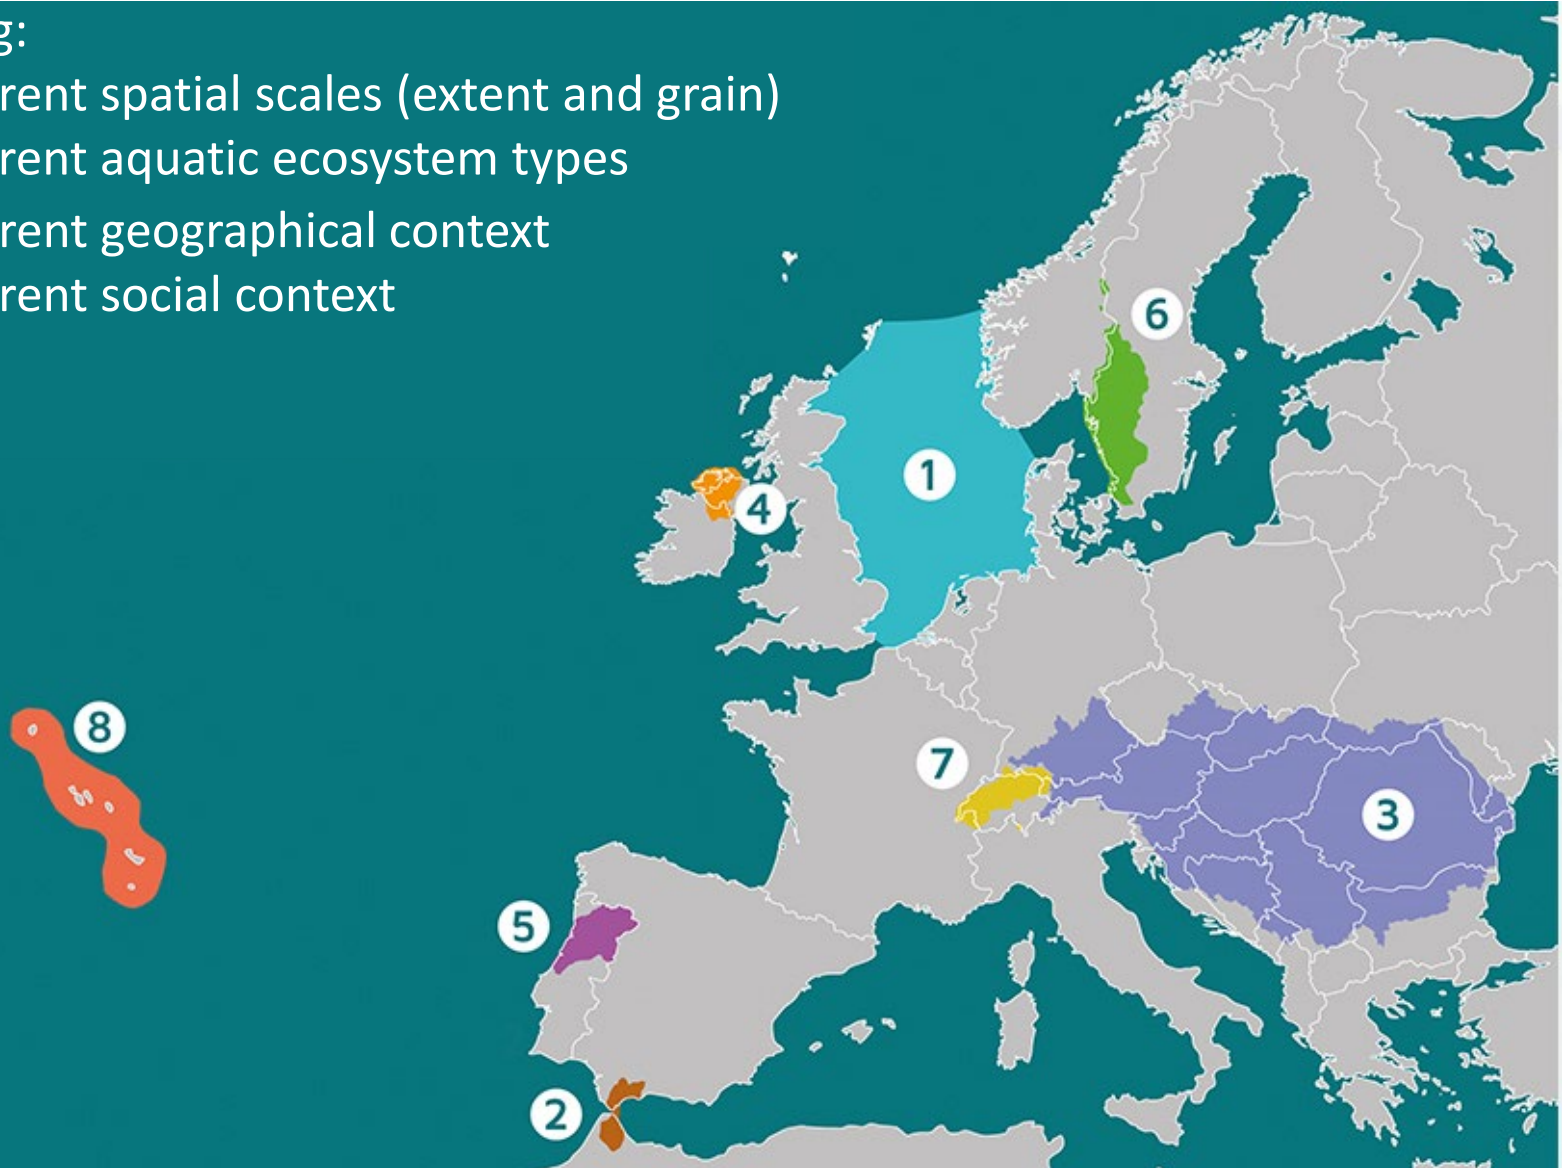 g:
rent spatial scales (extent and grain)
rent aquatic ecosystem types
rent geographical context
rent social context
6
1
4
8
7
3
5
2